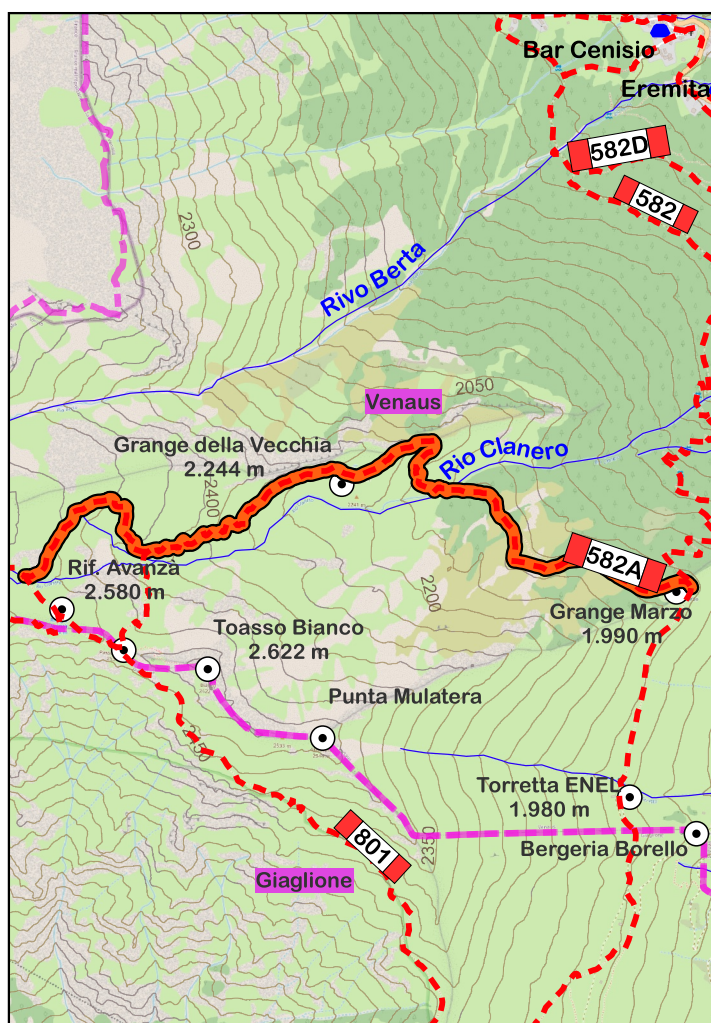 Bar Cenisio
Eremita
582D
582
2300
Rivo Berta
2050
Venaus
Grange della Vecchia
2.244 m
Rio Clanero
2400
582A
Rif. Avanzà
2.580 m
2200
Grange Marzo
1.990 m
Toasso Bianco
2.622 m
Punta Mulatera
Torretta ENEL
1.980 m
801
2350
Bergeria Borello
Giaglione